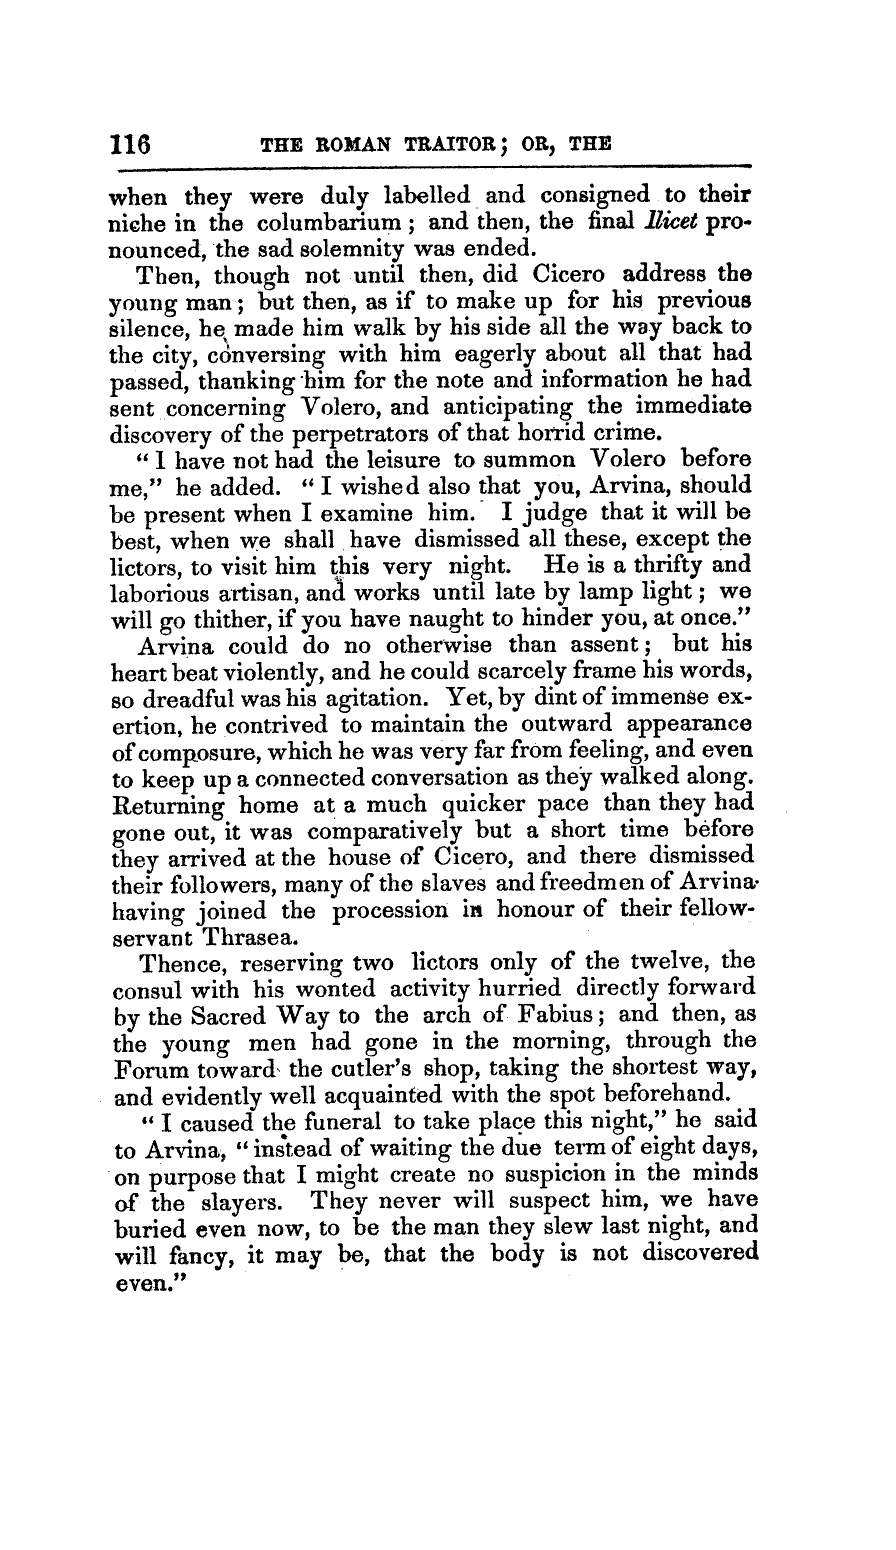 116 THE ROMAN TRAITOR; OR, THE
when they were duly labelled and consigned to their
niche in the columbarium; and then, the final Ilicet pro-
nounced, the sad solemnity was ended.
Then, though not until then, did Cicero address the
young man; but then, as if to make up for his previous
silence, he made him walk by his side all the way back to
the city, conversing with him eagerly about all that had
passed, thanking him for the note and information he had
sent concerning Volero, and anticipating the immediate
discovery of the perpetrators of that horrid crime.
"I have not had the leisure to summon Volero before
me," he added. "I wished also that you, Arvina, should
be present when I examine him. I judge that it will be
best, when we shall have dismissed all these, except the
lictors, to visit him this very night. He is a thrifty and
laborious artisan, and works until late by lamp light; we
will go thither, if you have naught to hinder you, at once."
Arvina could do no otherwise than assent; but his
heart beat violently, and he could scarcely frame his words,
so dreadful was his agitation. Yet, by dint of immense ex-
ertion, he contrived to maintain the outward appearance
of composure, which he was very far from feeling, and even
to keep up a connected conversation as they walked along.
Returning home at a much quicker pace than they had
gone out, it was comparatively but a short time before
they arrived at the house of Cicero, and there dismissed
their followers, many of the slaves and freedmen of Arvina
having joined the procession in honour of their fellow-
servant Thrasea.
Thence, reserving two lictors only of the twelve, the
consul with his wonted activity hurried directly forward
by the Sacred Way to the arch of Fabius; and then, as
the young men had gone in the morning, through the
Forum toward the cutler's shop, taking the shortest way,
and evidently well acquainted with the spot beforehand.
"I caused the funeral to take place this night," he said
to Arvina, "instead of waiting the due term of eight days,
on purpose that I might create no suspicion in the minds
of the slayers. They never will suspect him, we have
buried even now, to be the man they slew last night, and
will fancy, it may be, that the body is not discovered
even."